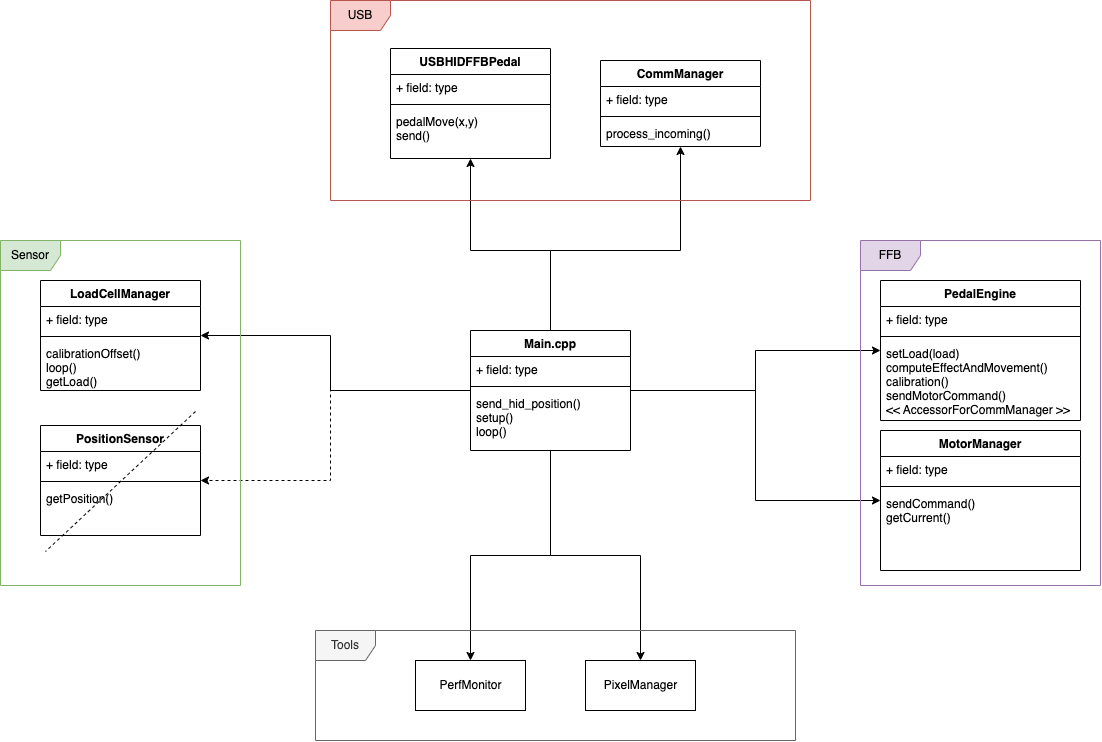 USB
USBHIDFFBPedal
+ field: type
pedalMove(x,y)
send()
CommManager
+ field: type
process_incoming()
Sensor
LoadCellManager
+ field: type
calibrationOffset()
loop()
getLoad()
PositionSensor
+ field: type
getPosition()
Main.cpp
+ field: type
send_hid_position()
setup()
loop()
FFB
PedalEngine
+ field: type
setLoad(load)
computeEffectAndMovement()
calibration()
sendMotorCommand()
<< AccessorForCommManager >>
MotorManager
+ field: type
sendCommand()
getCurrent()
Tools
PerfMonitor
PixelManager